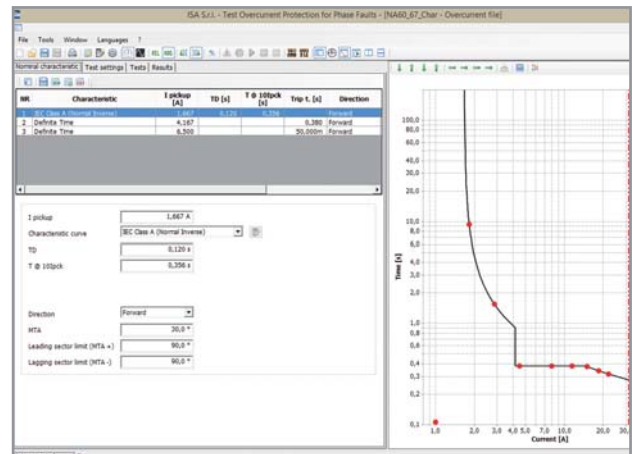 ISA S.r.l. - Test Overcurrent Protection for Phase Faults - [NA60_67_Char - Overcurrent file]
File Tools Window Languages ?
Nominal characteristic Test settings Tests Results
NR Characteristic I pickup [A] TD [s] T @ 10Ipck [s] Trip t. [s] Direction
1 IEC Class A (Normal Inverse) 1,667 0,120 0,356 Forward
2 Definite Time 4,167 0,380 Forward
3 Definite Time 6,500 50,000m Forward
I pickup 1,667 A
Characteristic curve IEC Class A (Normal Inverse)
TD 0,120 s
T @ 10Ipck 0,356 s
Direction Forward
MTA 30,0 °
Leading sector limit (MTA +) 90,0 °
Lagging sector limit (MTA -) 90,0 °
Time [s]
100,0
80,0
60,0
40,0
30,0
20,0
10,0
8,0
6,0
4,0
3,0
2,0
1,0
0,8
0,6
0,4
0,3
0,2
0,1
1,0 2,0 3,0 4,0 5,0 7,0 10,0 20,0 30,
Current [A]